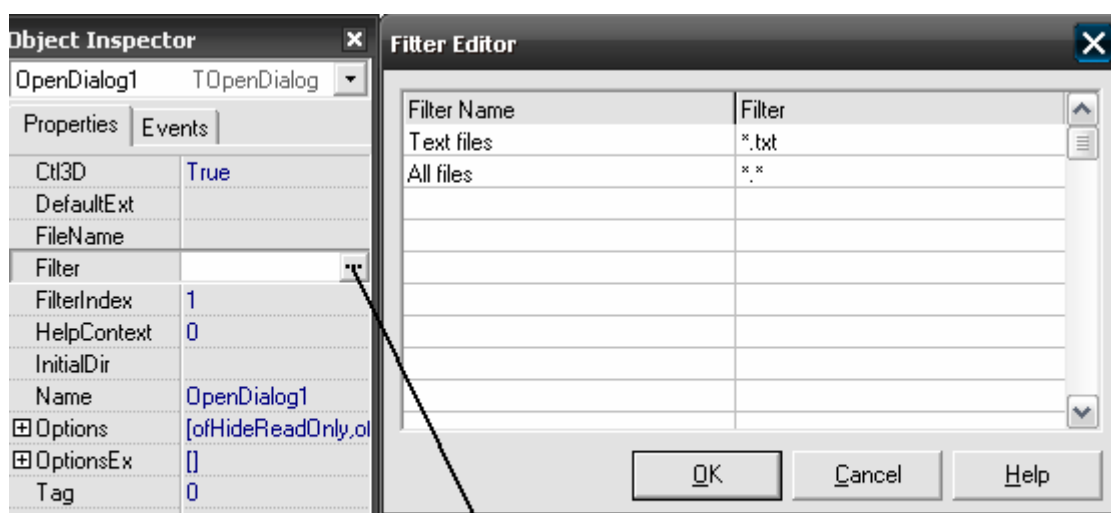 Object Inspector
OpenDialog1 TOpenDialog
Properties Events
Ctl3D True
DefaultExt
FileName
Filter ...
FilterIndex 1
HelpContext 0
InitialDir
Name OpenDialog1
Options [ofHideReadOnly,of
OptionsEx []
Tag 0
Filter Editor
Filter Name Filter
Text files *.txt
All files *.*
OK Cancel Help